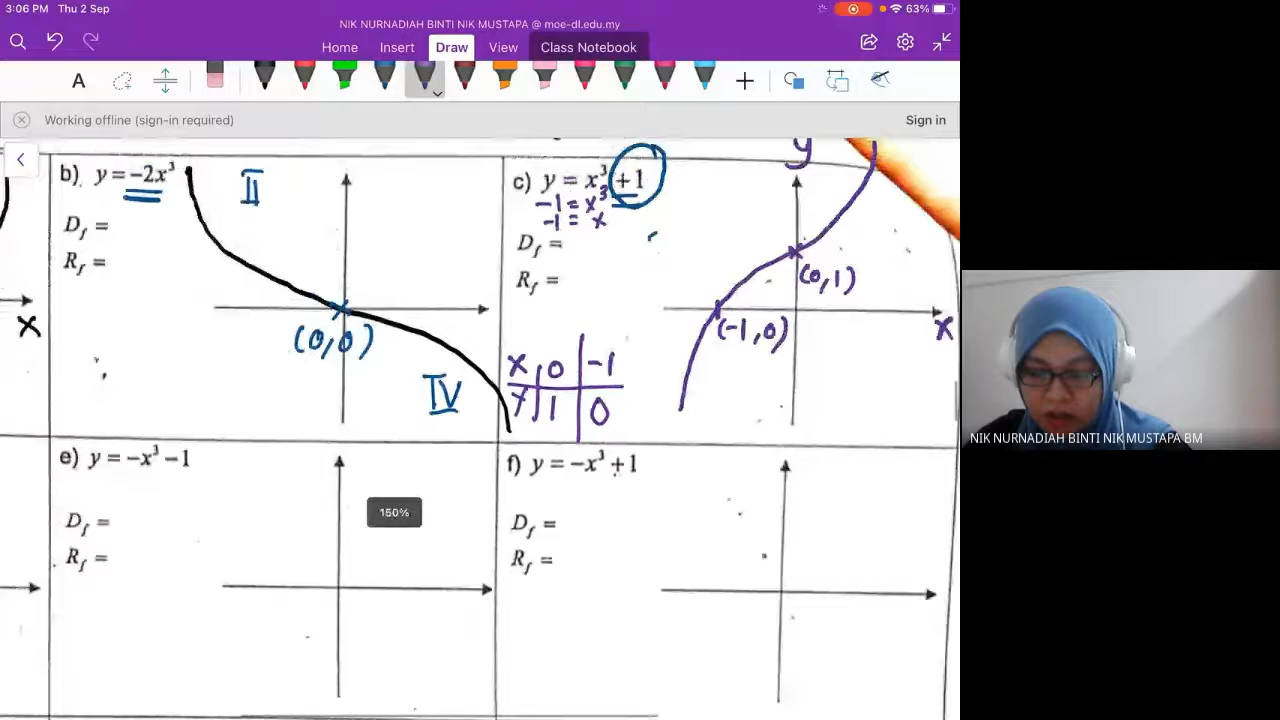 3:06 PM Thu 2 Sep
63%
NIK NURNADIAH BINTI NIK MUSTAPA @ moe-dl.edu.my
Home Insert Draw View Class Notebook
A
Working offline (sign-in required)
Sign in
b) y = -2x³
II
D_f =
R_f =
(0,0)
IV
x
c) y = x³ +1
-1 = x³
-1 = x
D_f =
R_f =
y
(0,1)
(-1,0)
x
x 0 -1
y 1 0
e) y = -x³ - 1
D_f =
R_f =
150%
f) y = -x³ + 1
D_f =
R_f =
NIK NURNADIAH BINTI NIK MUSTAPA BM